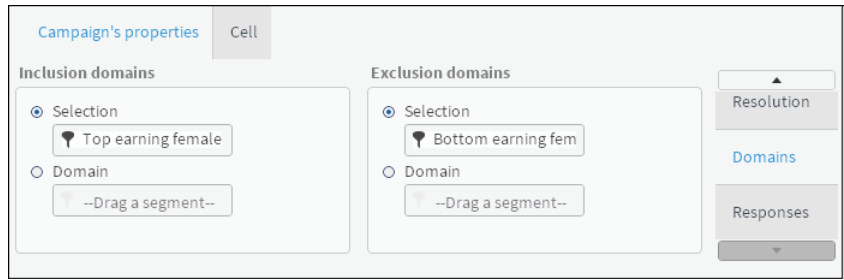 Campaign's properties
Cell
Inclusion domains
Selection
Top earning female
Domain
--Drag a segment--
Exclusion domains
Selection
Bottom earning fem
Domain
--Drag a segment--
Resolution
Domains
Responses